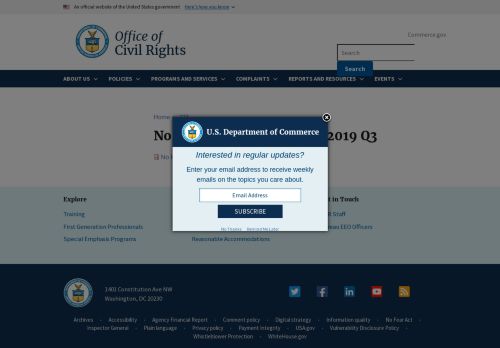 An official website of the United States government Here's how you know
Office of
Civil Rights
Commerce.gov
Search
Search
ABOUT US POLICIES PROGRAMS AND SERVICES COMPLAINTS REPORTS AND RESOURCES EVENTS
Home
No 2019 Q3
No
U.S. Department of Commerce
Interested in regular updates?
Enter your email address to receive weekly
emails on the topics you care about.
Email Address
SUBSCRIBE
No Thanks Remind Me Later
Explore
Training
First Generation Professionals
Special Emphasis Programs
Reasonable Accommodations
in Touch
Staff
EEO Officers
1401 Constitution Ave NW
Washington, DC 20230
Archives Accessibility Agency Financial Report Comment policy Digital strategy Information quality No Fear Act
Inspector General Plain language Privacy policy Payment Integrity USA.gov Vulnerability Disclosure Policy
Whistleblower Protection WhiteHouse.gov